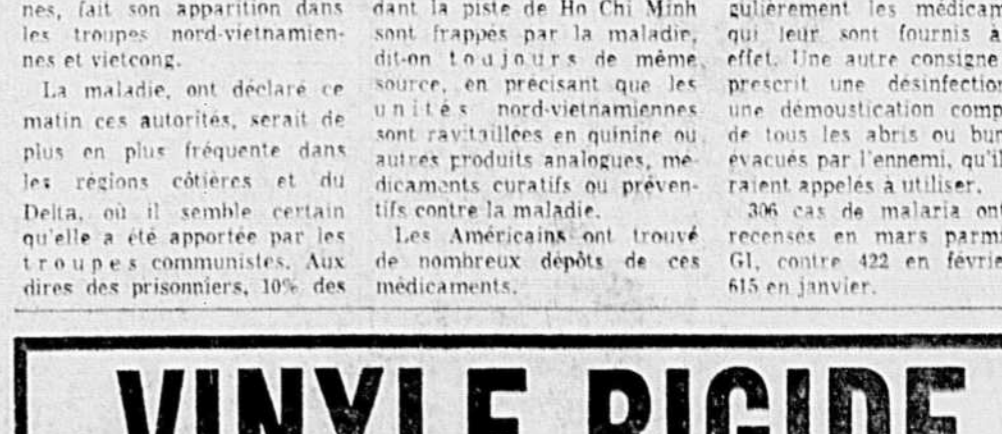 nes, fait son apparition dans
les troupes nord-vietnamien-
nes et vietcong.
La maladie, ont déclaré ce
matin ces autorités, serait de
plus en plus fréquente dans
les régions côtières et du
Delta, où il semble certain
qu'elle a été apportée par les
troupes communistes. Aux
dires des prisonniers, 10% des
dant la piste de Ho Chi Minh
sont frappés par la maladie,
dit-on toujours de même
source, en précisant que les
unités nord-vietnamiennes
sont ravitaillées en quinine ou
autres produits analogues, mé-
dicaments curatifs ou préven-
tifs contre la maladie.
Les Américains ont trouvé
de nombreux dépôts de ces
médicaments.
gulièrement les médicam
qui leur sont fournis à
effet. Une autre consigne
prescrit une désinfection
une démoustication comp
de tous les abris ou bun
évacués par l'ennemi, qu'il
raient appelés à utiliser.
306 cas de malaria ont
recensés en mars parmi
GI, contre 422 en févrie
615 en janvier.
VINYLE RIGIDE